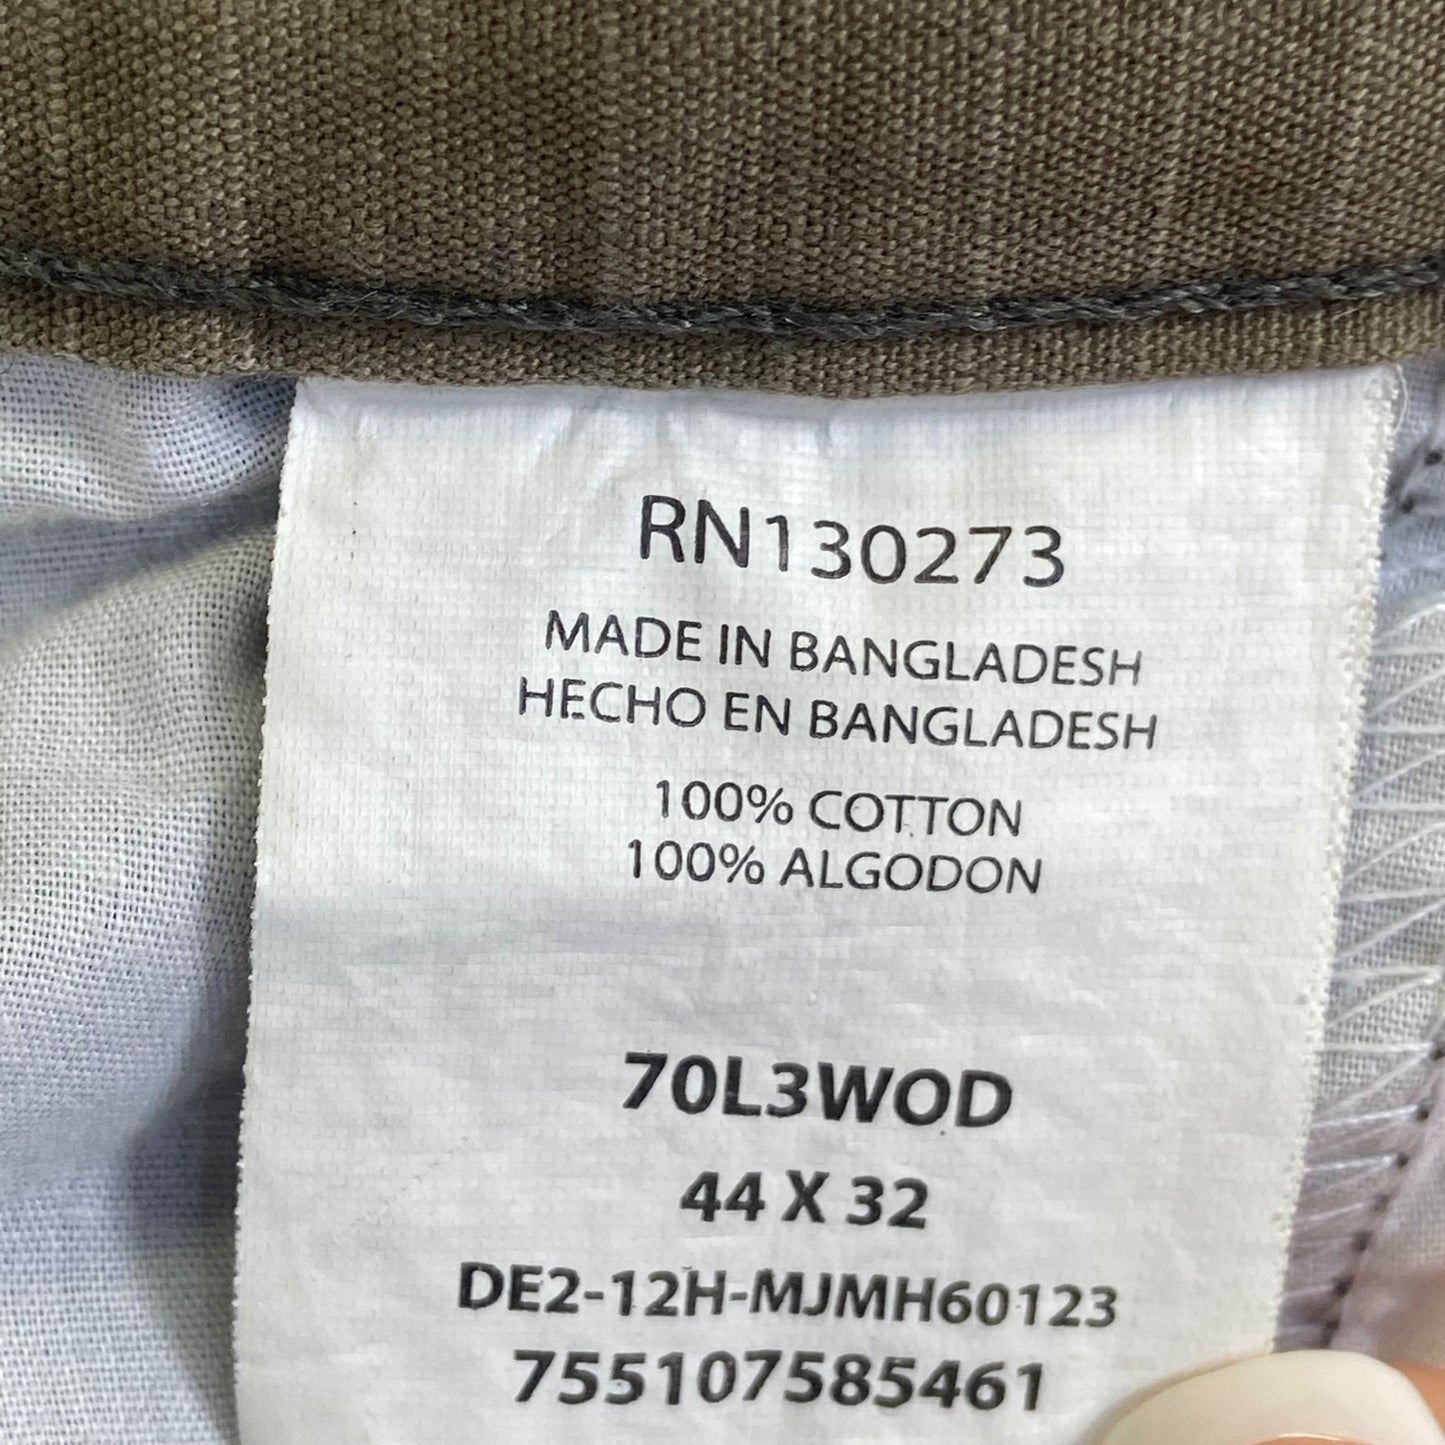 RN130273
MADE IN BANGLADESH
HECHO EN BANGLADESH
100% COTTON
100% ALGODON
70L3WOD
44 X 32
DE2-12H-MJMH60123
755107585461